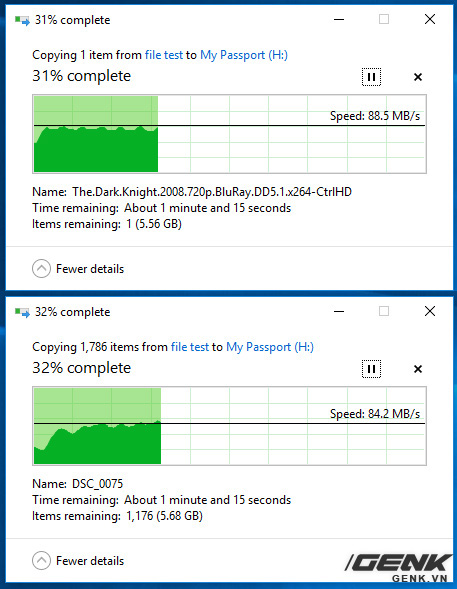 31% complete
Copying 1 item from file test to My Passport (H:)
31% complete
Speed: 88.5 MB/s
Name: The.Dark.Knight.2008.720p.BluRay.DD5.1.x264-CtrlHD
Time remaining: About 1 minute and 15 seconds
Items remaining: 1 (5.56 GB)
Fewer details
32% complete
Copying 1,786 items from file test to My Passport (H:)
32% complete
Speed: 84.2 MB/s
Name: DSC_0075
Time remaining: About 1 minute and 15 seconds
Items remaining: 1,176 (5.68 GB)
Fewer details
GENK
GENK.VN